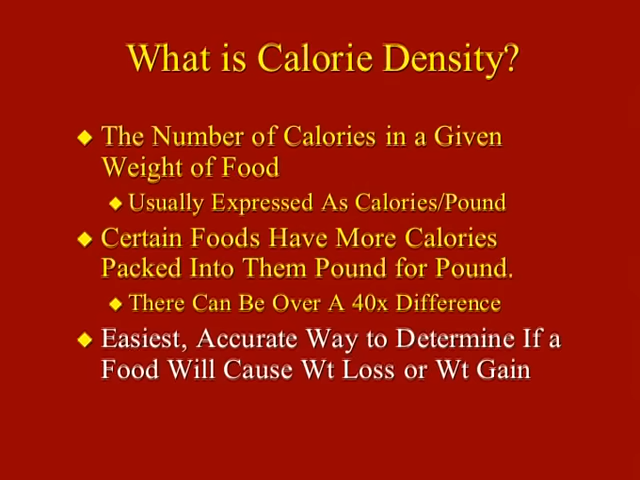 What is Calorie Density?
The Number of Calories in a Given
Weight of Food
Usually Expressed As Calories/Pound
Certain Foods Have More Calories
Packed Into Them Pound for Pound.
There Can Be Over A 40x Difference
Easiest, Accurate Way to Determine If a
Food Will Cause Wt Loss or Wt Gain